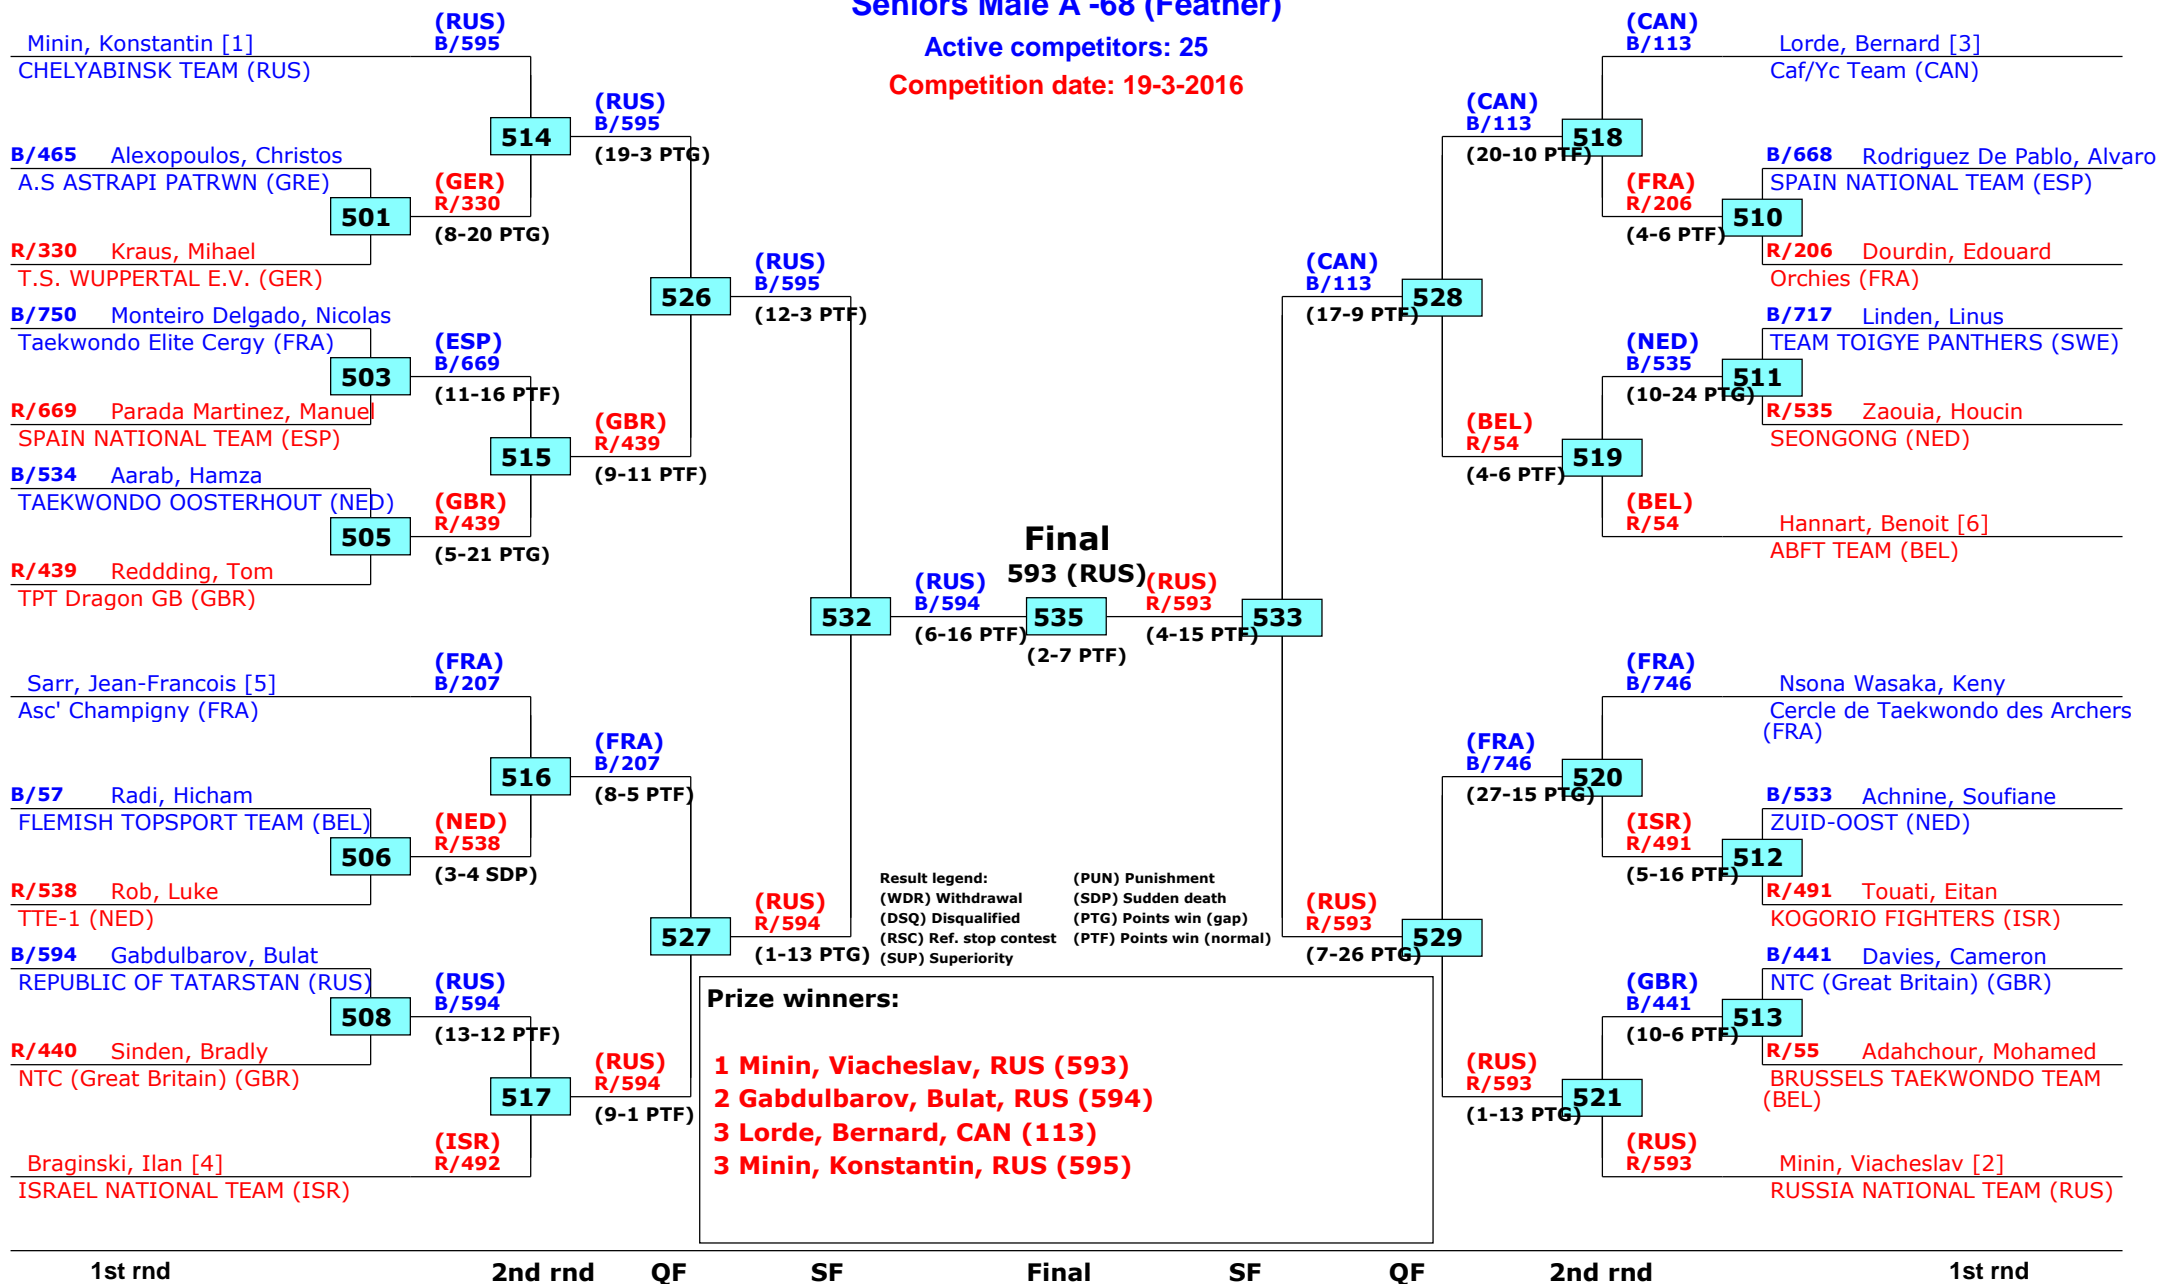 Seniors Male A -68 (Feather)
Active competitors: 25
Competition date: 19-3-2016
(RUS)
B/595
Minin, Konstantin [1]
CHELYABINSK TEAM (RUS)
514
(RUS)
B/595
(19-3 PTG)
B/465 Alexopoulos, Christos
A.S ASTRAPI PATRWN (GRE)
501
(GER)
R/330
(8-20 PTG)
R/330 Kraus, Mihael
T.S. WUPPERTAL E.V. (GER)
526
(RUS)
B/595
(12-3 PTF)
B/750 Monteiro Delgado, Nicolas
Taekwondo Elite Cergy (FRA)
503
(ESP)
B/669
(11-16 PTF)
R/669 Parada Martinez, Manuel
SPAIN NATIONAL TEAM (ESP)
515
(GBR)
R/439
(9-11 PTF)
B/534 Aarab, Hamza
TAEKWONDO OOSTERHOUT (NED)
505
(GBR)
R/439
(5-21 PTG)
R/439 Reddding, Tom
TPT Dragon GB (GBR)
532
(RUS)
B/594
(6-16 PTF)
Final
593 (RUS)
535
(2-7 PTF)
(RUS)
R/593
(4-15 PTF)
533
(FRA)
B/207
Sarr, Jean-Francois [5]
Asc' Champigny (FRA)
516
(FRA)
B/207
(8-5 PTF)
B/57 Radi, Hicham
FLEMISH TOPSPORT TEAM (BEL)
506
(NED)
R/538
(3-4 SDP)
R/538 Rob, Luke
TTE-1 (NED)
527
(RUS)
R/594
(1-13 PTG)
B/594 Gabdulbarov, Bulat
REPUBLIC OF TATARSTAN (RUS)
508
(RUS)
B/594
(13-12 PTF)
R/440 Sinden, Bradly
NTC (Great Britain) (GBR)
517
(RUS)
R/594
(9-1 PTF)
(ISR)
R/492
Braginski, Ilan [4]
ISRAEL NATIONAL TEAM (ISR)
(CAN)
B/113
Lorde, Bernard [3]
Caf/Yc Team (CAN)
(CAN)
B/113
(20-10 PTF)
518
B/668 Rodriguez De Pablo, Alvaro
SPAIN NATIONAL TEAM (ESP)
(FRA)
R/206
(4-6 PTF)
510
R/206 Dourdin, Edouard
Orchies (FRA)
(CAN)
B/113
(17-9 PTF)
528
B/717 Linden, Linus
TEAM TOIGYE PANTHERS (SWE)
(NED)
B/535
(10-24 PTG)
511
R/535 Zaouia, Houcin
SEONGONG (NED)
(BEL)
R/54
(4-6 PTF)
519
(BEL)
R/54
Hannart, Benoit [6]
ABFT TEAM (BEL)
(FRA)
B/746
Nsona Wasaka, Keny
Cercle de Taekwondo des Archers
(FRA)
(FRA)
B/746
(27-15 PTG)
520
B/533 Achnine, Soufiane
ZUID-OOST (NED)
(ISR)
R/491
(5-16 PTF)
512
R/491 Touati, Eitan
KOGORIO FIGHTERS (ISR)
(RUS)
R/593
(7-26 PTG)
529
B/441 Davies, Cameron
NTC (Great Britain) (GBR)
(GBR)
B/441
(10-6 PTF)
513
R/55 Adahchour, Mohamed
BRUSSELS TAEKWONDO TEAM
(BEL)
(RUS)
R/593
(1-13 PTG)
521
(RUS)
R/593
Minin, Viacheslav [2]
RUSSIA NATIONAL TEAM (RUS)
Result legend: (PUN) Punishment
(WDR) Withdrawal (SDP) Sudden death
(DSQ) Disqualified (PTG) Points win (gap)
(RSC) Ref. stop contest (PTF) Points win (normal)
(SUP) Superiority
Prize winners:
1 Minin, Viacheslav, RUS (593)
2 Gabdulbarov, Bulat, RUS (594)
3 Lorde, Bernard, CAN (113)
3 Minin, Konstantin, RUS (595)
1st rnd 2nd rnd QF SF Final SF QF 2nd rnd 1st rnd